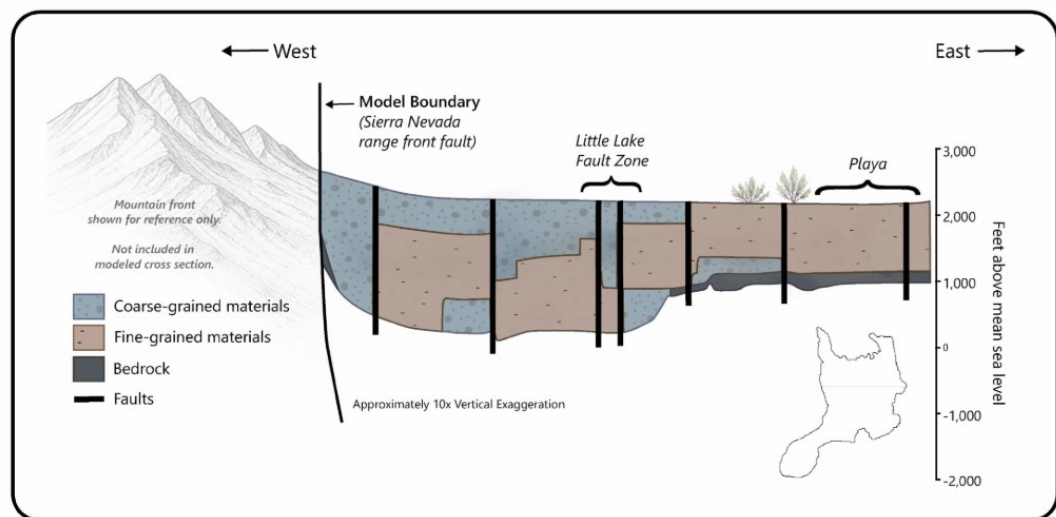 West
East
Model Boundary
(Sierra Nevada
range front fault)
Little Lake
Fault Zone
Playa
Mountain front
shown for reference only.
Not included in
modeled cross section.
Coarse-grained materials
Fine-grained materials
Bedrock
Faults
Approximately 10x Vertical Exaggeration
3,000
2,000
1,000
0
-1,000
-2,000
Feet above mean sea level